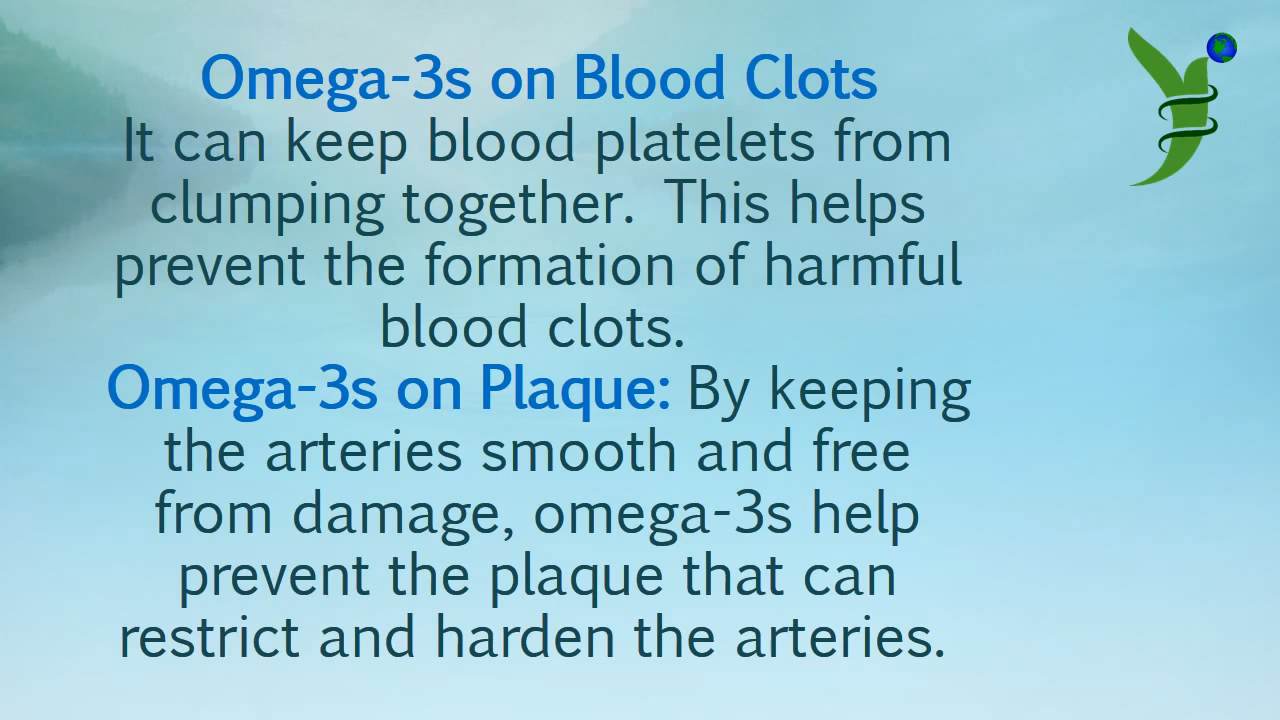 Omega-3s on Blood Clots
It can keep blood platelets from
clumping together.  This helps
prevent the formation of harmful
blood clots.
Omega-3s on Plaque: By keeping
the arteries smooth and free
from damage, omega-3s help
prevent the plaque that can
restrict and harden the arteries.